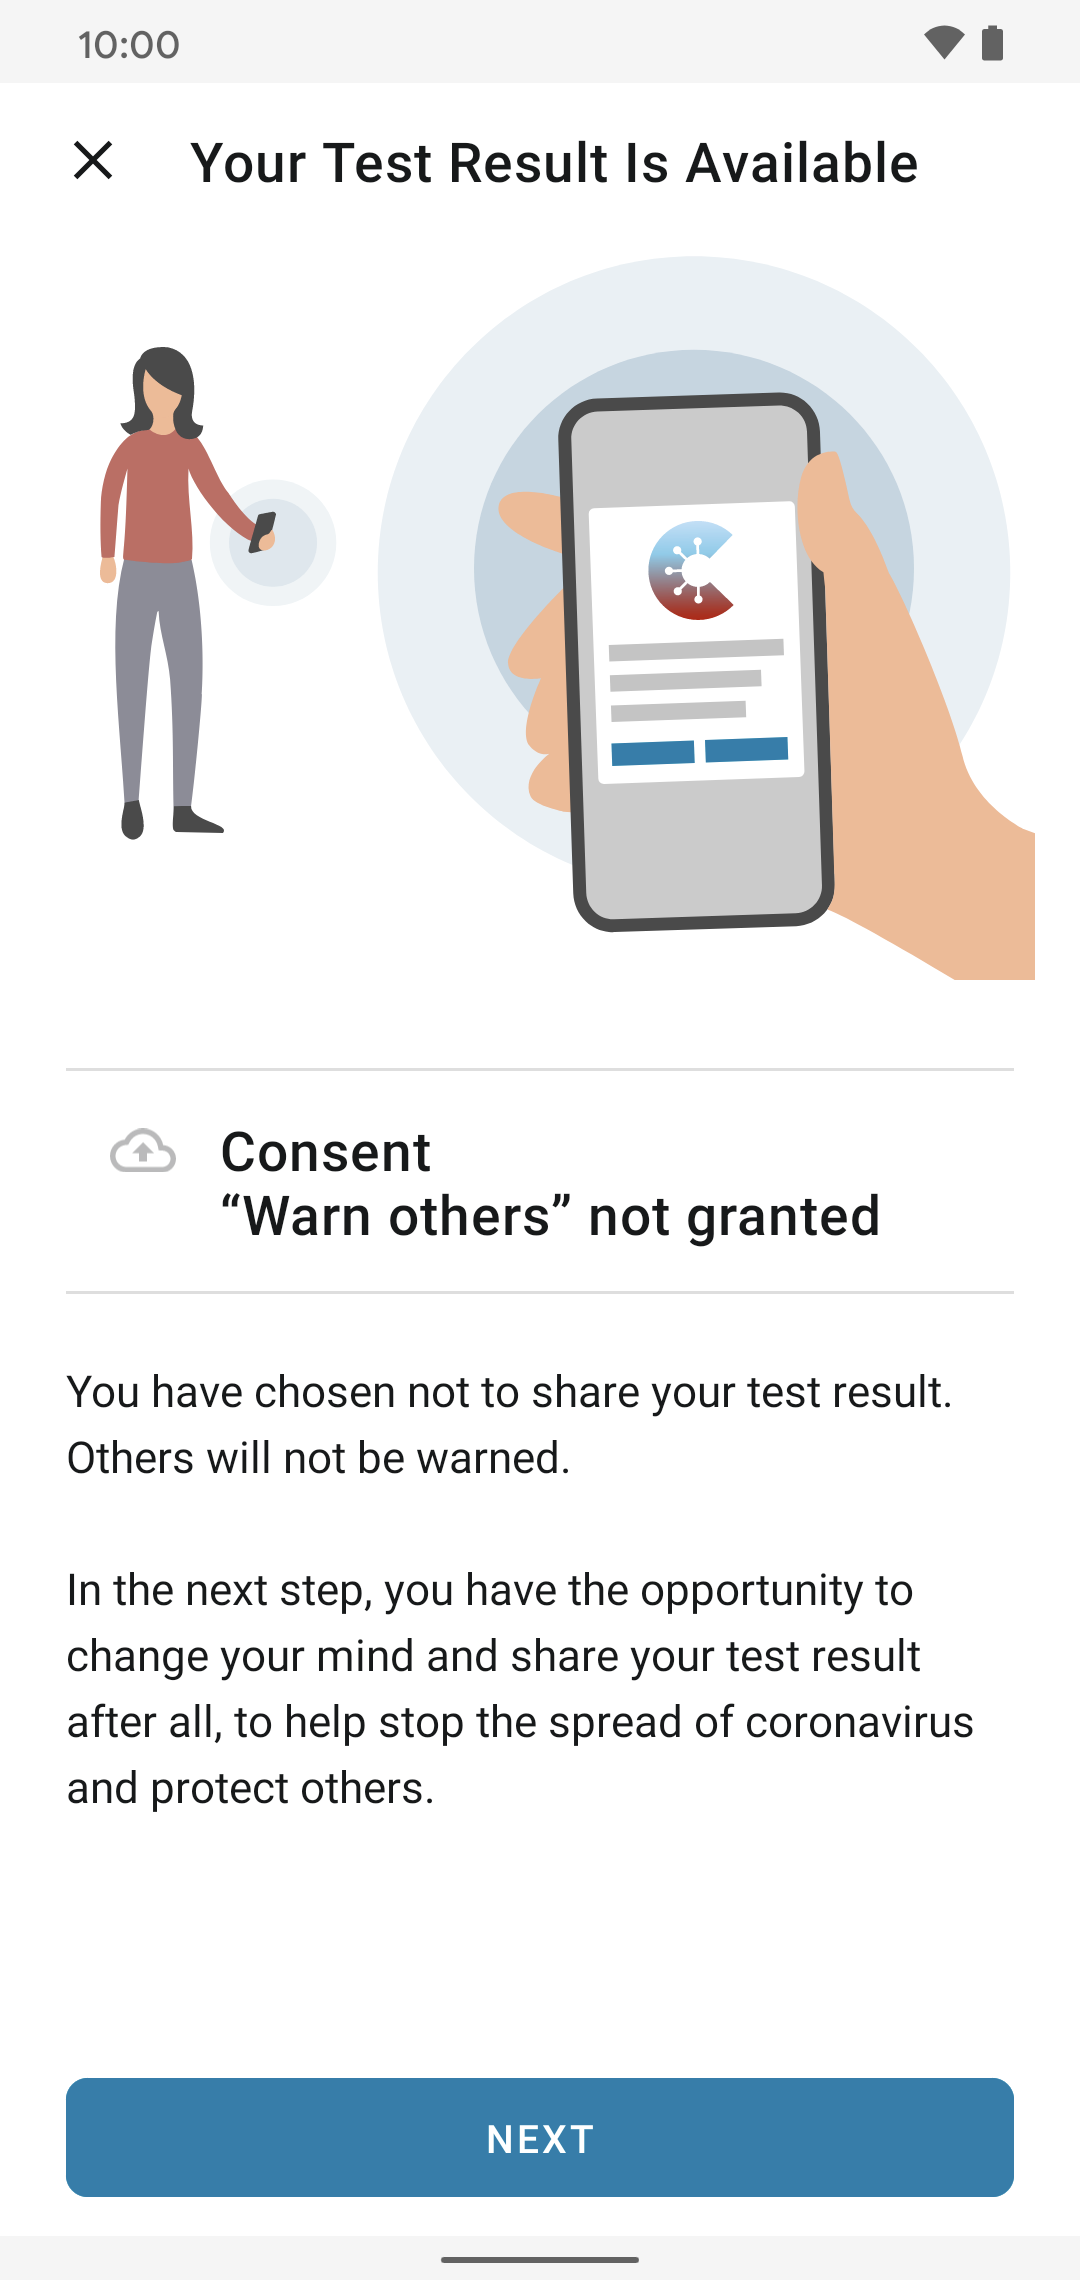 10:00
Your Test Result Is Available
Consent
“Warn others” not granted
You have chosen not to share your test result.
Others will not be warned.
In the next step, you have the opportunity to
change your mind and share your test result
after all, to help stop the spread of coronavirus
and protect others.
NEXT